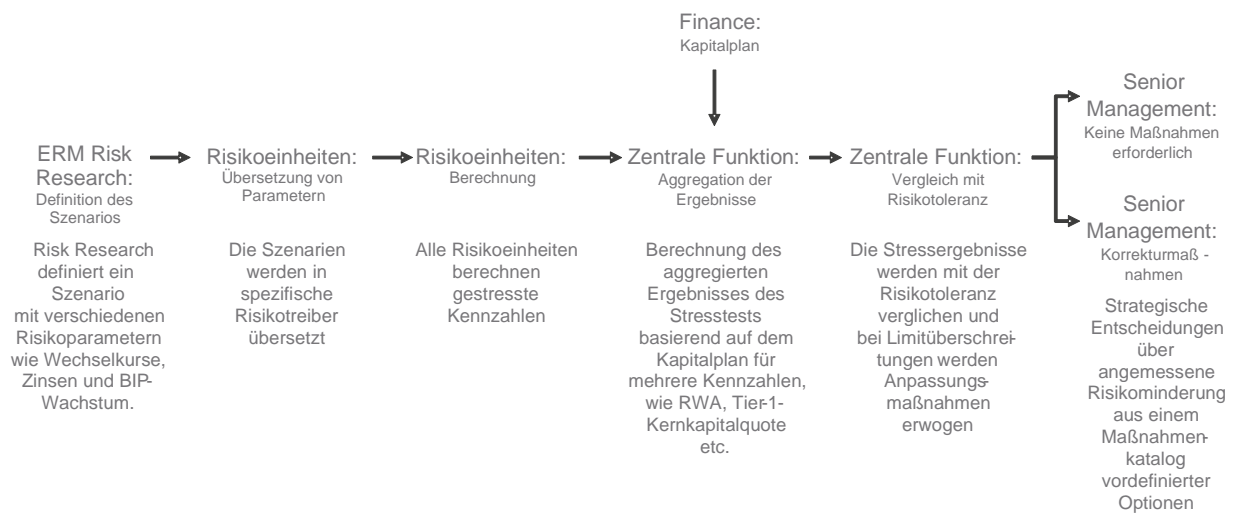 Finance:
Kapitalplan
ERM Risk
Research:
Definition des
Szenarios
Risk Research
definiert ein
Szenario
mit verschiedenen
Risikoparametern
wie Wechselkurse,
Zinsen und BIP-
Wachstum.
Risikoeinheiten:
Übersetzung von
Parametern
Die Szenarien
werden in
spezifische
Risikotreiber
übersetzt
Risikoeinheiten:
Berechnung
Alle Risikoeinheiten
berechnen
gestresste
Kennzahlen
Zentrale Funktion:
Aggregation der
Ergebnisse
Berechnung des
aggregierten
Ergebnisses des
Stresstests
basierend auf dem
Kapitalplan für
mehrere Kennzahlen,
wie RWA, Tier-1-
Kernkapitalquote
etc.
Zentrale Funktion:
Vergleich mit
Risikotoleranz
Die Stressergebnisse
werden mit der
Risikotoleranz
verglichen und
bei Limitüberschrei-
tungen werden
Anpassungs-
maßnahmen
erwogen
Senior
Management:
Keine Maßnahmen
erforderlich
Senior
Management:
Korrekturmaß -
nahmen
Strategische
Entscheidungen
über
angemessene
Risikominderung
aus einem
Maßnahmen-
katalog
vordefinierter
Optionen